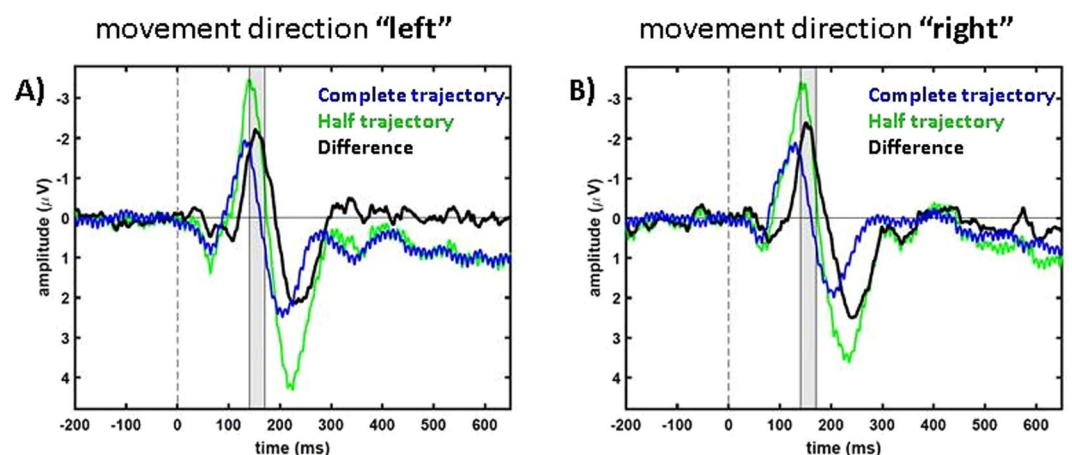 movement direction "left"
A)
Complete trajectory
Half trajectory
Difference
amplitude (μ V)
-3
-2
-1
0
1
2
3
4
-200 -100 0 100 200 300 400 500 600
time (ms)
movement direction "right"
B)
Complete trajectory
Half trajectory
Difference
amplitude (μ V)
-3
-2
-1
0
1
2
3
4
-200 -100 0 100 200 300 400 500 600
time (ms)